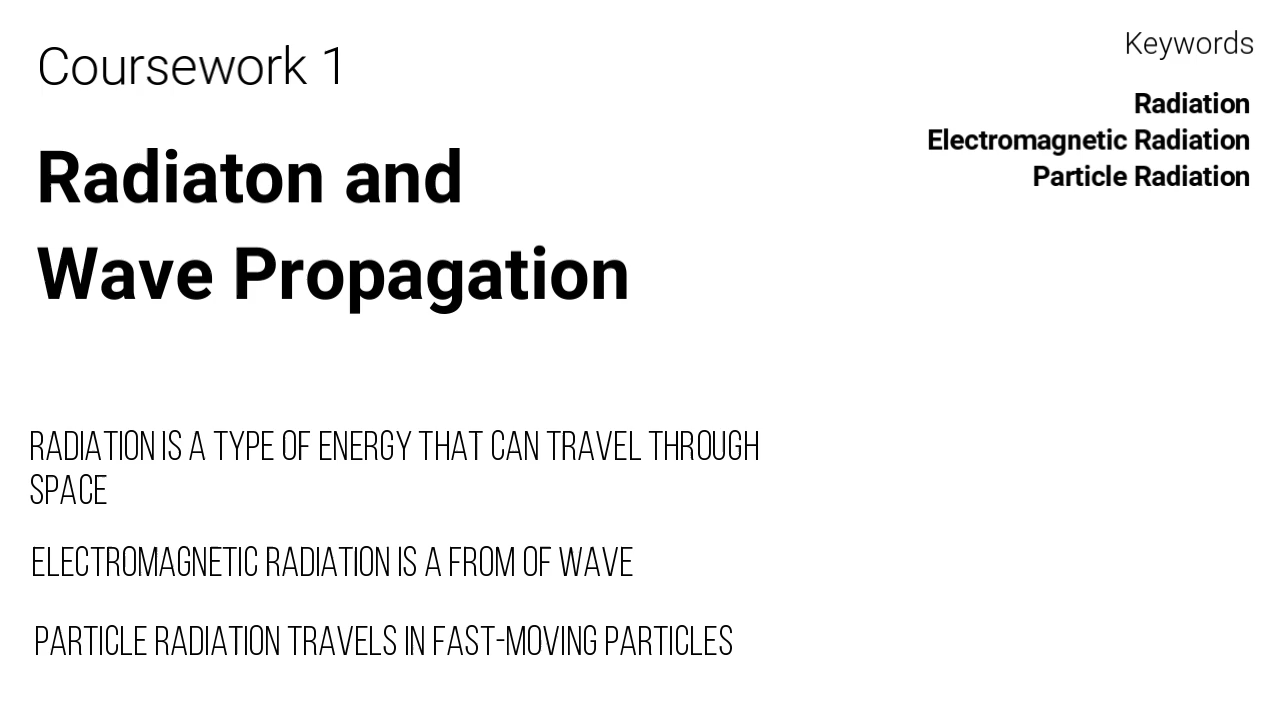 Coursework 1
Radiaton and
Wave Propagation
Keywords
Radiation
Electromagnetic Radiation
Particle Radiation
RADIATION IS A TYPE OF ENERGY THAT CAN TRAVEL THROUGH
SPACE
ELECTROMAGNETIC RADIATION IS A FROM OF WAVE
PARTICLE RADIATION TRAVELS IN FAST-MOVING PARTICLES